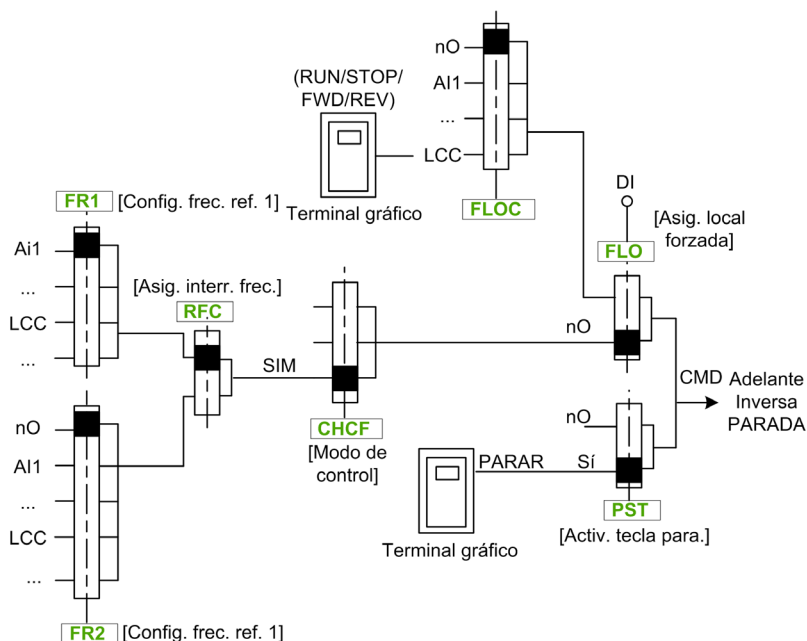 (RUN/STOP/
FWD/REV)
Terminal gráfico
nO
AI1
...
LCC
FLOC
DI
[Asig. local
forzada]
FLO
FR1 [Config. frec. ref. 1]
Ai1
...
LCC
...
[Asig. interr. frec.]
RFC
SIM
CHCF
[Modo de
control]
nO
nO
AI1
...
LCC
...
FR2 [Config. frec. ref. 1]
PARAR
Sí
Terminal gráfico
nO
PST
[Activ. tecla para.]
CMD
Adelante
Inversa
PARADA